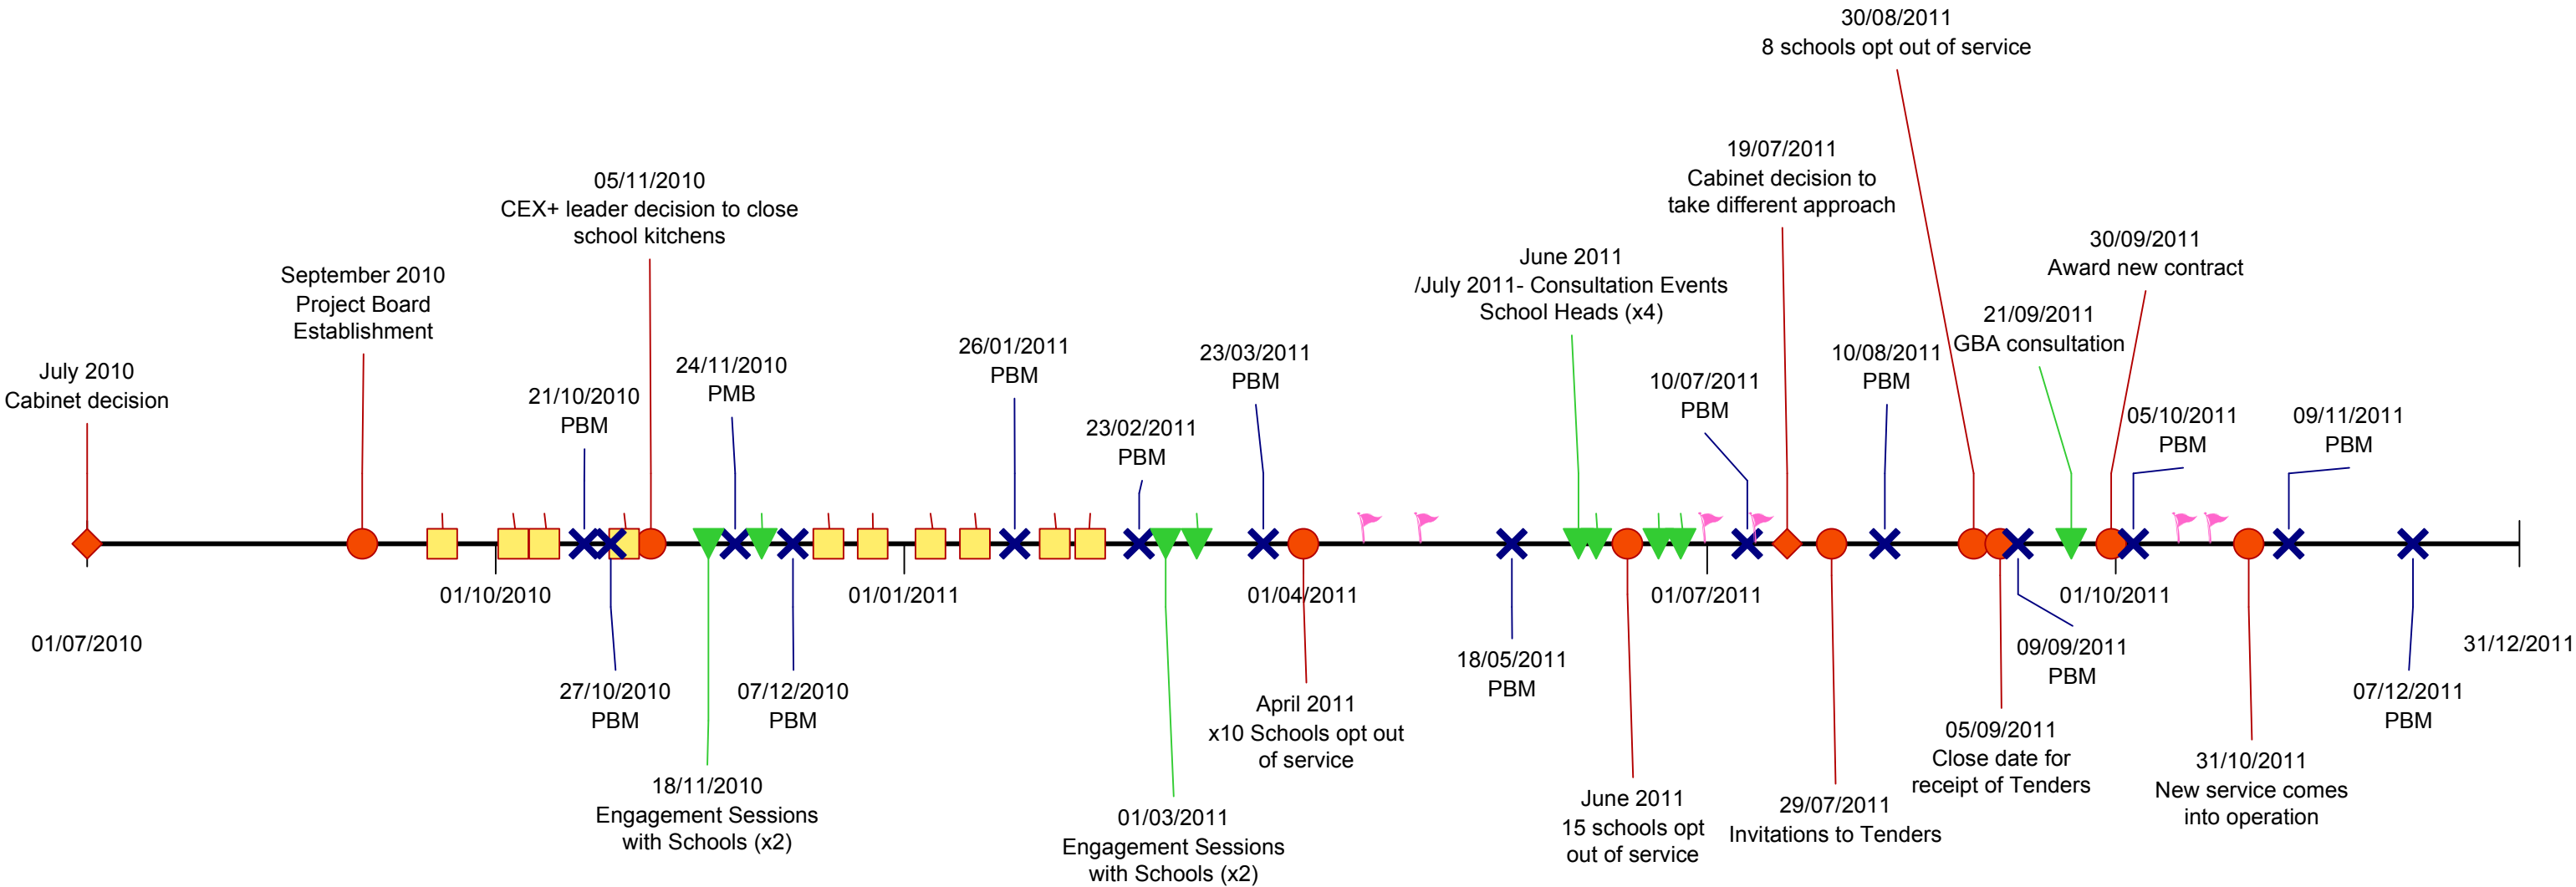 30/08/2011
8 schools opt out of service
19/07/2011
Cabinet decision to
take different approach
05/11/2010
CEX+ leader decision to close
school kitchens
30/09/2011
Award new contract
June 2011
/July 2011- Consultation Events
School Heads (x4)
September 2010
Project Board
Establishment
21/09/2011
GBA consultation
26/01/2011
PBM
23/03/2011
PBM
10/08/2011
PBM
24/11/2010
PMB
July 2010
Cabinet decision
10/07/2011
PBM
21/10/2010
PBM
05/10/2011
PBM
09/11/2011
PBM
23/02/2011
PBM
01/10/2010
01/01/2011
01/04/2011
01/07/2011
01/10/2011
01/07/2010
31/12/2011
09/09/2011
PBM
18/05/2011
PBM
27/10/2010
PBM
07/12/2010
PBM
07/12/2011
PBM
April 2011
x10 Schools opt out
of service
05/09/2011
Close date for
receipt of Tenders
31/10/2011
New service comes
into operation
18/11/2010
Engagement Sessions
with Schools (x2)
June 2011
15 schools opt
out of service
29/07/2011
Invitations to Tenders
01/03/2011
Engagement Sessions
with Schools (x2)